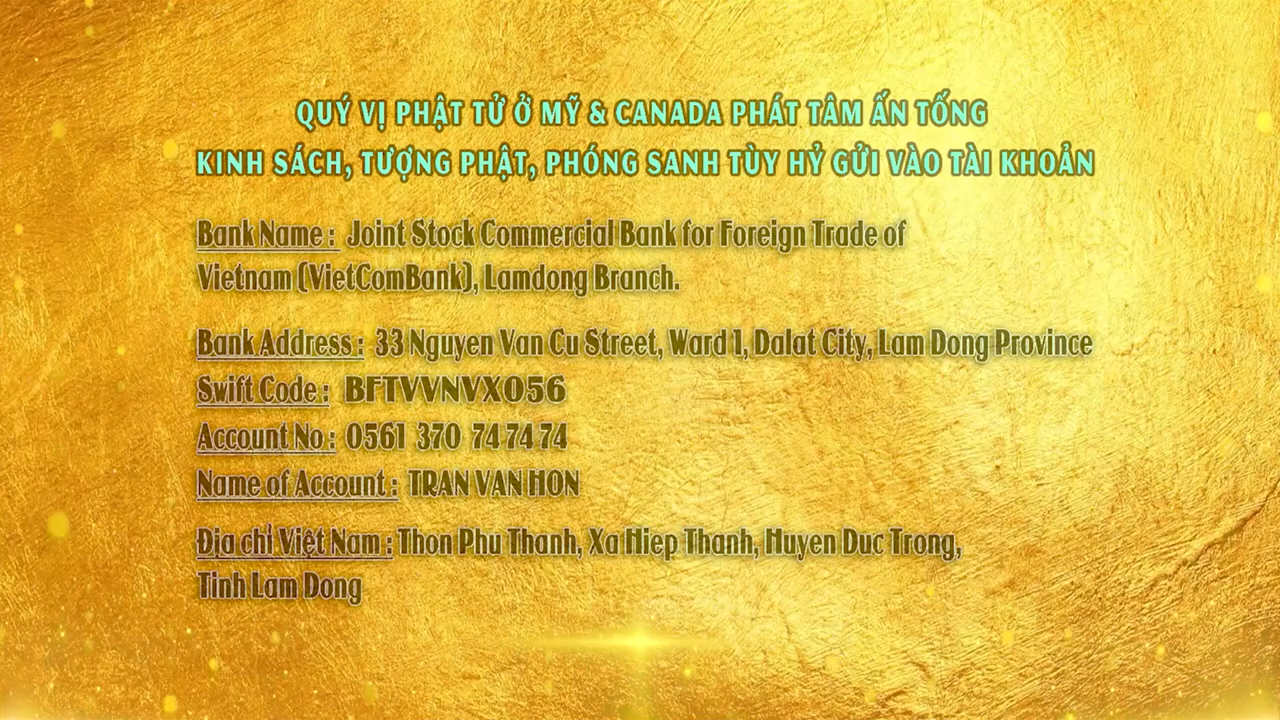 QUÝ VỊ PHẬT TỬ Ở MỸ & CANADA PHÁT TÂM ẤN TỐNG
KINH SÁCH, TƯỢNG PHẬT, PHÓNG SANH TÙY HỶ GỬI VÀO TÀI KHOẢN
Bank Name : Joint Stock Commercial Bank for Foreign Trade of
Vietnam (VietComBank), Lamdong Branch.
Bank Address : 33 Nguyen Van Cu Street, Ward 1, Dalat City, Lam Dong Province
Swift Code : BFTVVNVX056
Account No : 0561 370 74 74 74
Name of Account : TRAN VAN HON
Địa chỉ Việt Nam : Thon Phu Thanh, Xa Hiep Thanh, Huyen Duc Trong,
Tinh Lam Dong